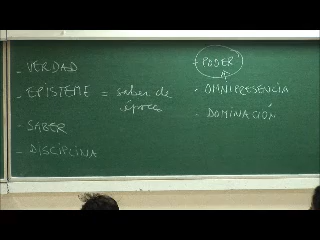 - VERDAD
- EPISTEME = saber de
época
- SABER
- DISCIPLINA
+ PODER
- OMNIPRESENCIA
- DOMINACIÓN